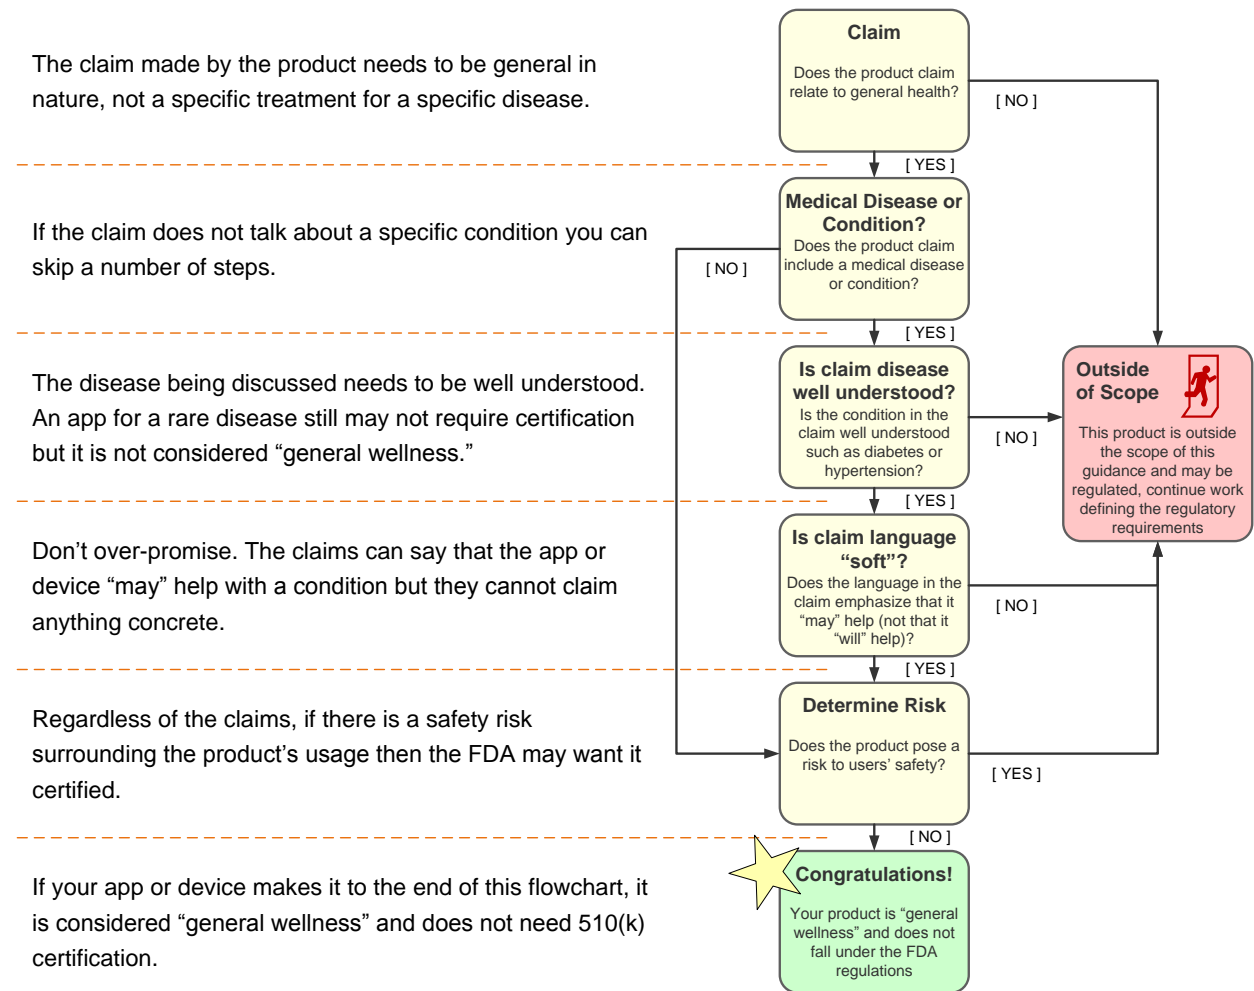 Claim
Does the product claim
relate to general health?
The claim made by the product needs to be general in
nature, not a specific treatment for a specific disease.
[ NO ]
[ YES ]
Medical Disease or
Condition?
Does the product claim
include a medical disease
or condition?
If the claim does not talk about a specific condition you can
skip a number of steps.
[ NO ]
[ YES ]
Is claim disease
well understood?
Is the condition in the
claim well understood
such as diabetes or
hypertension?
The disease being discussed needs to be well understood.
An app for a rare disease still may not require certification
but it is not considered “general wellness.”
[ NO ]
Outside
of Scope
This product is outside
the scope of this
guidance and may be
regulated, continue work
defining the regulatory
requirements
[ YES ]
Is claim language
“soft”?
Does the language in the
claim emphasize that it
“may” help (not that it
“will” help)?
Don’t over-promise. The claims can say that the app or
device “may” help with a condition but they cannot claim
anything concrete.
[ NO ]
[ YES ]
Determine Risk
Does the product pose a
risk to users’ safety?
Regardless of the claims, if there is a safety risk
surrounding the product’s usage then the FDA may want it
certified.
[ YES ]
[ NO ]
Congratulations!
Your product is “general
wellness” and does not
fall under the FDA
regulations
If your app or device makes it to the end of this flowchart, it
is considered “general wellness” and does not need 510(k)
certification.